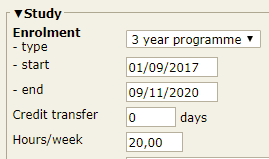 ▼Study
Enrolment
- type 3 year programme
- start 01/09/2017
- end 09/11/2020
Credit transfer 0 days
Hours/week 20,00